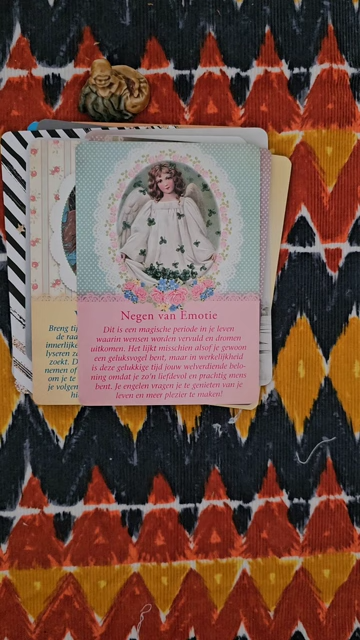 Negen van Emotie
Dit is een magische periode in je leven
waarin wensen worden vervuld en dromen
uitkomen. Het lijkt misschien alsof je gewoon
een geluksvogel bent, maar in werkelijkheid
is deze gelukkige tijd jouw welverdiende belo-
ning omdat je zo'n liefdevol en prachtig mens
bent. Je engelen vragen je te genieten van je
leven en meer plezier te maken!
V
Breng tij
de raa
innerlijke
lyseren
zoekt. D
nemen of
om je te
je volgen